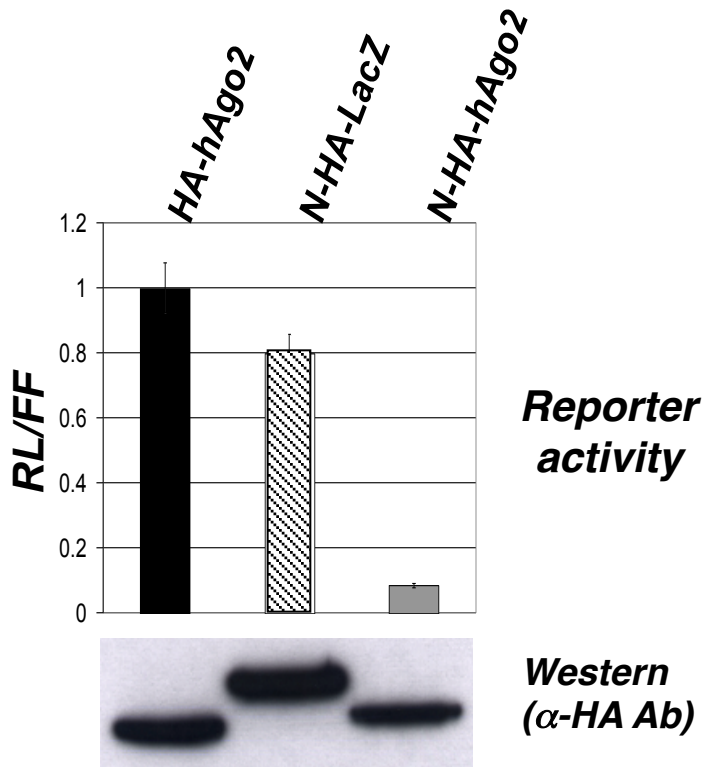 HA-hAgo2
N-HA-LacZ
N-HA-hAgo2
1.2
1
0.8
0.6
0.4
0.2
0
RL/FF
Reporter
activity
Western
(α-HA Ab)